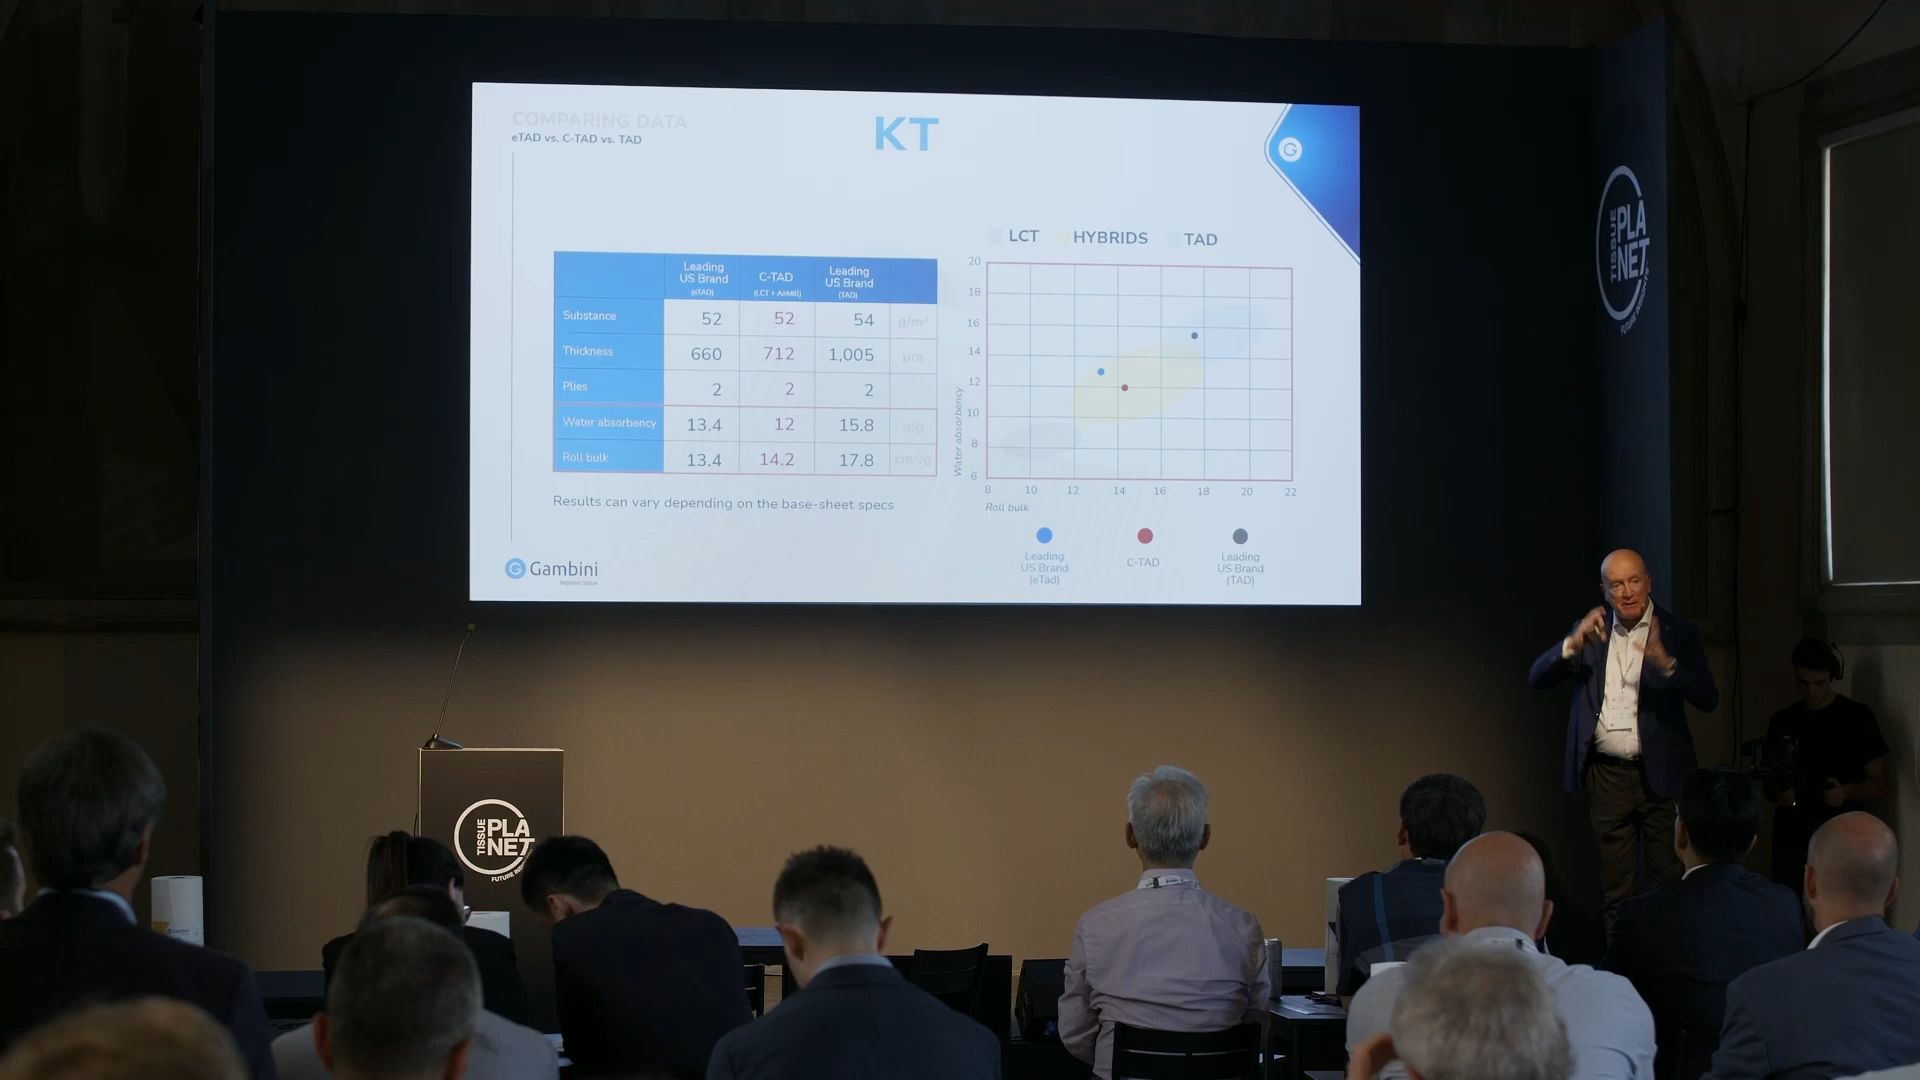 COMPARING DATA
eTAD vs. C-TAD vs. TAD
KT
G
Leading
US Brand
(eTAD)
C-TAD
(LCT + AirMill)
Leading
US Brand
(TAD)
Substance 52 52 54 g/m²
Thickness 660 712 1,005 µm
Plies 2 2 2
Water absorbency 13.4 12 15.8 g/g
Roll bulk 13.4 14.2 17.8 cm³/g
Results can vary depending on the base-sheet specs
G Gambini
beyond tissue
LCT HYBRIDS TAD
20
18
16
14
12
10
8
6
Water absorbency
8 10 12 14 16 18 20 22
Roll bulk
Leading
US Brand
(eTad)
C-TAD
Leading
US Brand
(TAD)
TISSUE
PLA
NET
FUTURE INSIGHTS
TISSUE
PLA
NET